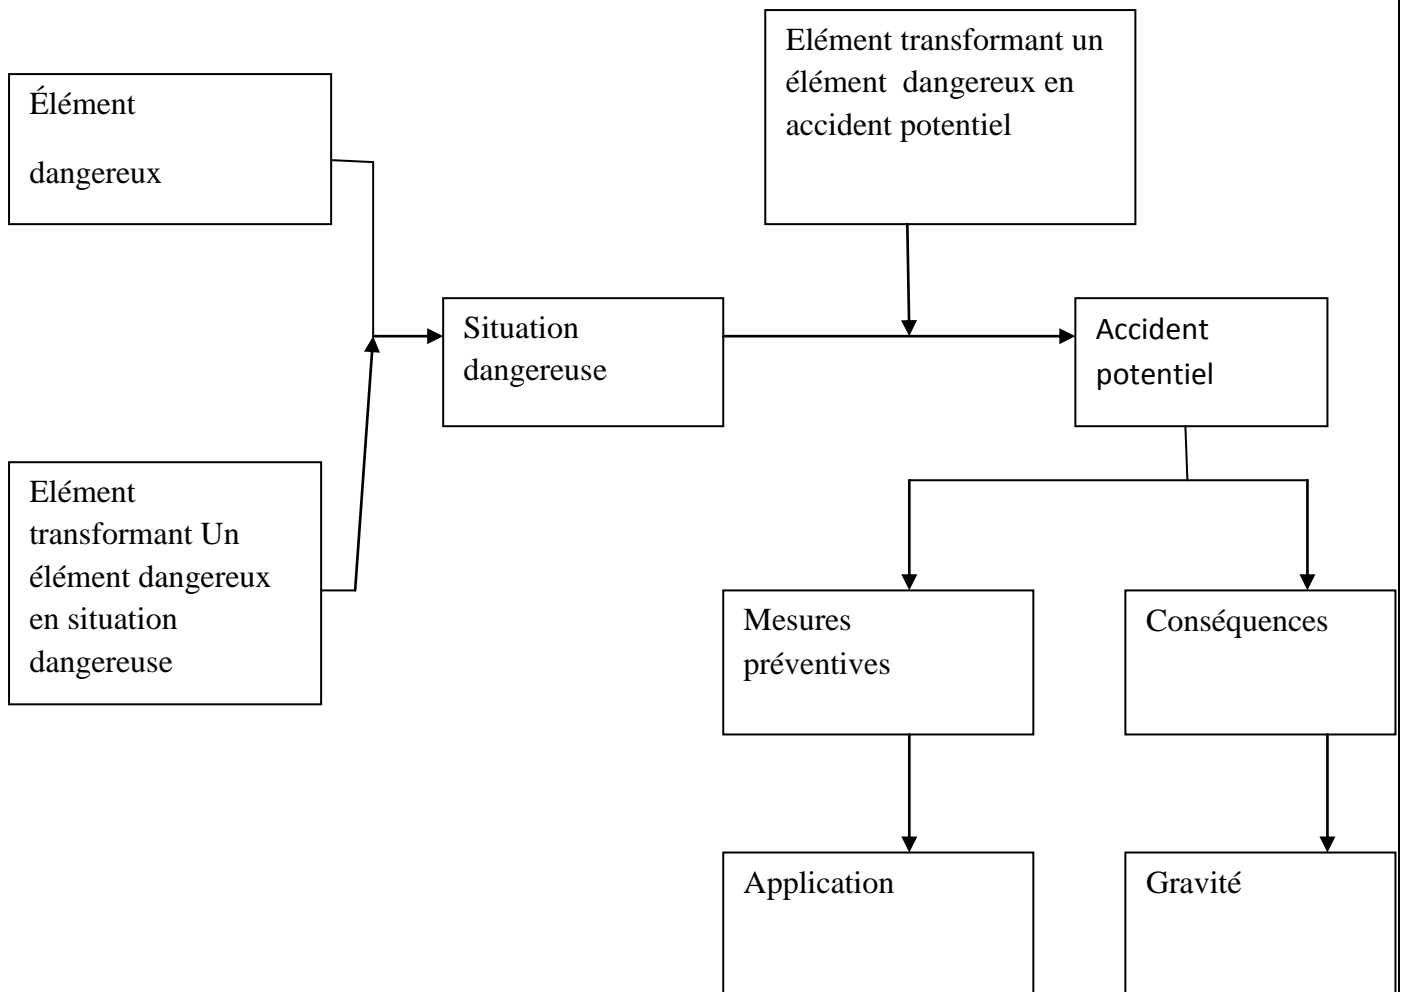 Elément transformant un
élément  dangereux en
accident potentiel
Élément
dangereux
Situation
dangereuse
Accident
potentiel
Elément
transformant Un
élément dangereux
en situation
dangereuse
Mesures
préventives
Conséquences
Application
Gravité